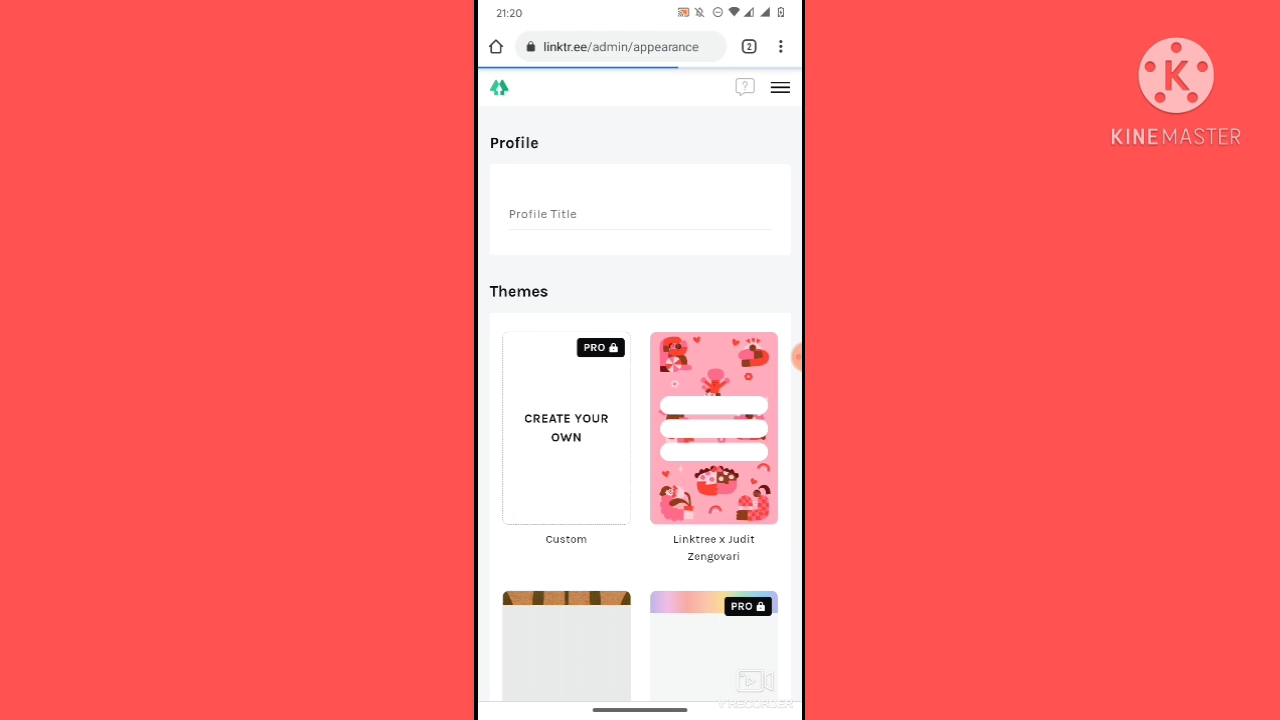 21:20
linktr.ee/admin/appearance
2
?
Profile
Profile Title
Themes
PRO
CREATE YOUR
OWN
Custom
Linktree x Judit
Zengovari
PRO
V RECORDER
K
KINEMASTER